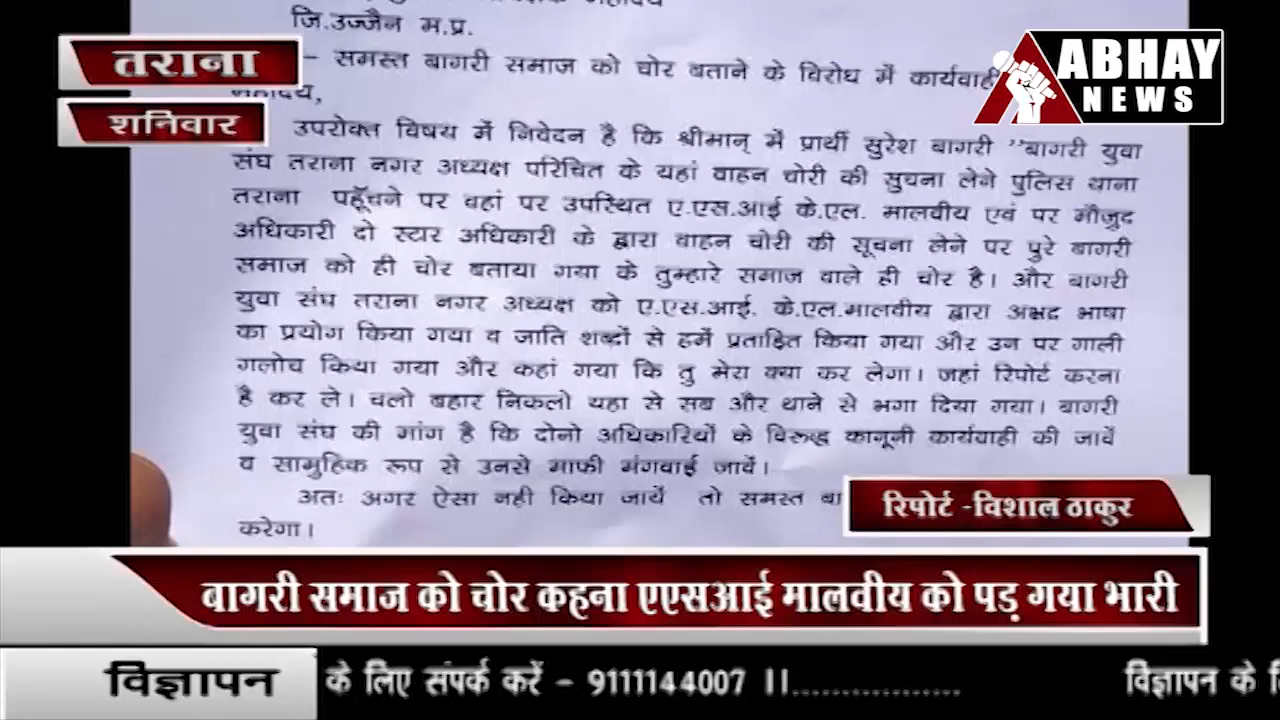 जि.उज्जैन म.प्र.
तराना
ABHAY
NEWS
– समस्त बागरी समाज को चोर बताने के विरोध में कार्यवाही
शनिवार
उपरोक्त विषय में निवेदन है कि श्रीमान् मै प्रार्थी सुरेश बागरी ''बागरी युवा
संघ तराना नगर अध्यक्ष परिचित के यहां वाहन चोरी की सुचना लेने पुलिस थाना
तराना पहूॅचने पर वहां पर उपस्थित ए.एस.आई के.एल. मालवीय एवं पर मौजुद
अधिकारी दो स्टार अधिकारी के द्वारा वाहन चोरी की सूचना लेने पर पुरे बागरी
समाज को ही चोर बताया गया के तुम्हारे समाज वाले ही चोर है। और बागरी
युवा संघ तराना नगर अध्यक्ष को ए.एस.आई. के.एल.मालवीय द्वारा अभद्र भाषा
का प्रयोग किया गया व जाति शब्दों से हमें प्रताड़ित किया गया और उन पर गाली
गलोच किया गया और कहां गया कि तु मेरा क्या कर लेगा। जहां रिपोर्ट करना
है कर ले। चलो बहार निकलो यहा से सब और थाने से भगा दिया गया। बागरी
युवा संघ की मांग है कि दोनो अधिकारियों के विरुद्ध कानूनी कार्यवाही की जावें
व सामुहिक रूप से उनसे माफी मंगवाई जावें।
अतः अगर ऐसा नही किया जायें तो समस्त
करेगा।
रिपोर्ट -विशाल ठाकुर
बागरी समाज को चोर कहना एएसआई मालवीय को पड़ गया भारी
विज्ञापन के लिए संपर्क करें - 9111144007 ।।.................. विज्ञापन के